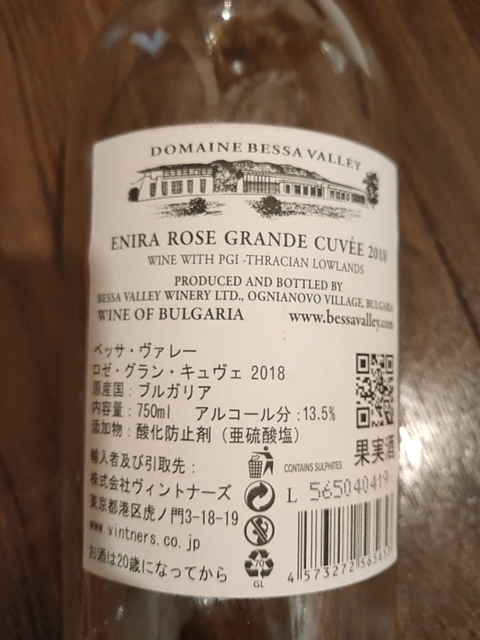 DOMAINE BESSA VALLEY
ENIRA ROSE GRANDE CUVÉE 2018
WINE WITH PGI -THRACIAN LOWLANDS
PRODUCED AND BOTTLED BY
BESSA VALLEY WINERY LTD., OGNIANOVO VILLAGE, BULGARIA
WINE OF BULGARIA www.bessavalley.com
ベッサ・ヴァレー
ロゼ・グラン・キュヴェ 2018
原産国：ブルガリア
内容量：750ml アルコール分：13.5%
添加物：酸化防止剤（亜硫酸塩）
果実酒
輸入者及び引取先：
CONTAINS SULPHITES
株式会社ヴィントナーズ
L 565040419
東京都港区虎ノ門3-18-19
www.vintners.co.jp
お酒は20歳になってから
70
GL
4 573272